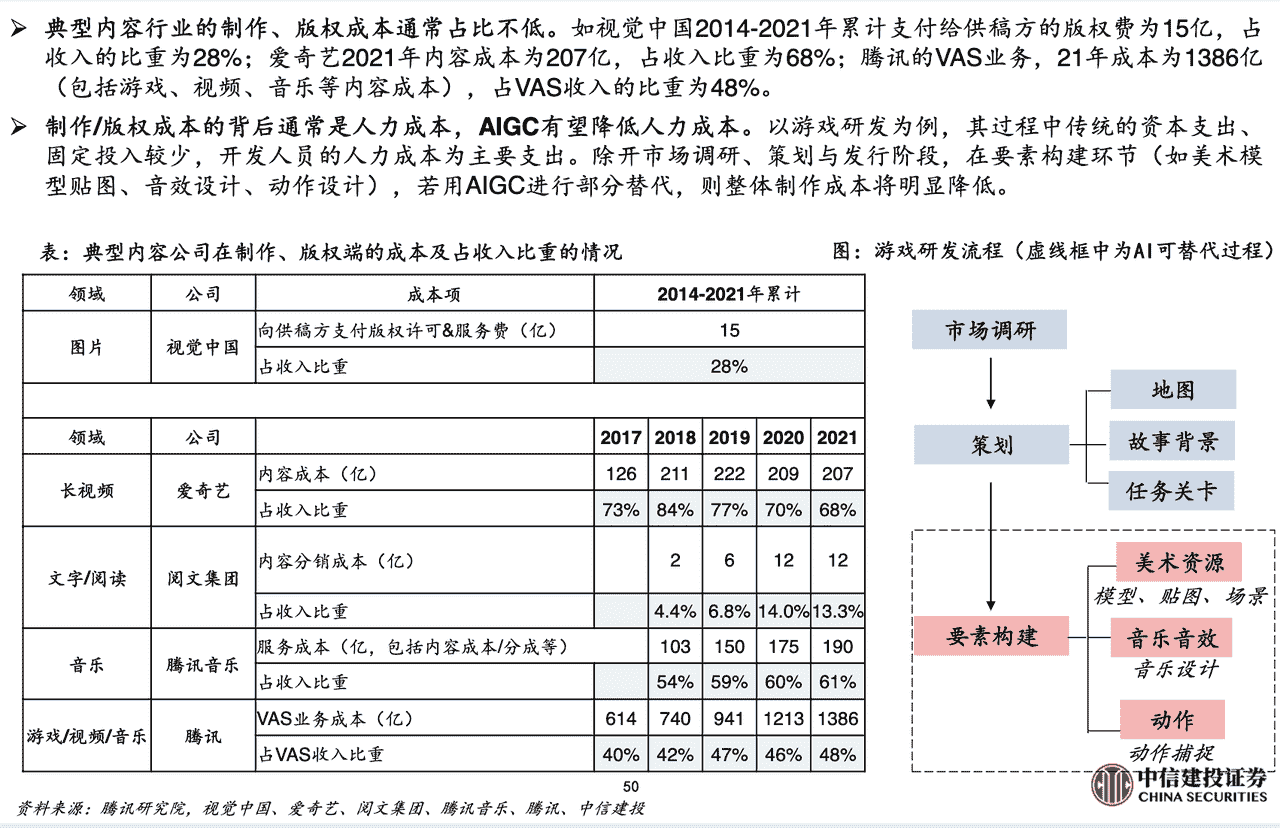 ➢ 典型内容行业的制作、版权成本通常占比不低。如视觉中国2014-2021年累计支付给供稿方的版权费为15亿，占
收入的比重为28%；爱奇艺2021年内容成本为207亿，占收入比重为68%；腾讯的VAS业务，21年成本为1386亿
（包括游戏、视频、音乐等内容成本），占VAS收入的比重为48%。
➢ 制作/版权成本的背后通常是人力成本，AIGC有望降低人力成本。以游戏研发为例，其过程中传统的资本支出、
固定投入较少，开发人员的人力成本为主要支出。除开市场调研、策划与发行阶段，在要素构建环节（如美术模
型贴图、音效设计、动作设计），若用AIGC进行部分替代，则整体制作成本将明显降低。
表：典型内容公司在制作、版权端的成本及占收入比重的情况
领域 公司 成本项 2014-2021年累计
图片 视觉中国 向供稿方支付版权许可&服务费（亿） 15
占收入比重 28%
领域 公司 2017 2018 2019 2020 2021
长视频 爱奇艺 内容成本（亿） 126 211 222 209 207
占收入比重 73% 84% 77% 70% 68%
文字/阅读 阅文集团 内容分销成本（亿） 2 6 12 12
占收入比重 4.4% 6.8% 14.0% 13.3%
音乐 腾讯音乐 服务成本（亿，包括内容成本/分成等） 103 150 175 190
占收入比重 54% 59% 60% 61%
游戏/视频/音乐 腾讯 VAS业务成本（亿） 614 740 941 1213 1386
占VAS收入比重 40% 42% 47% 46% 48%
图：游戏研发流程（虚线框中为AI可替代过程）
市场调研
策划
地图
故事背景
任务关卡
要素构建
美术资源
模型、贴图、场景
音乐音效
音乐设计
动作
动作捕捉
中信建投证券
CHINA SECURITIES
50
资料来源：腾讯研究院，视觉中国、爱奇艺、阅文集团、腾讯音乐、腾讯、中信建投